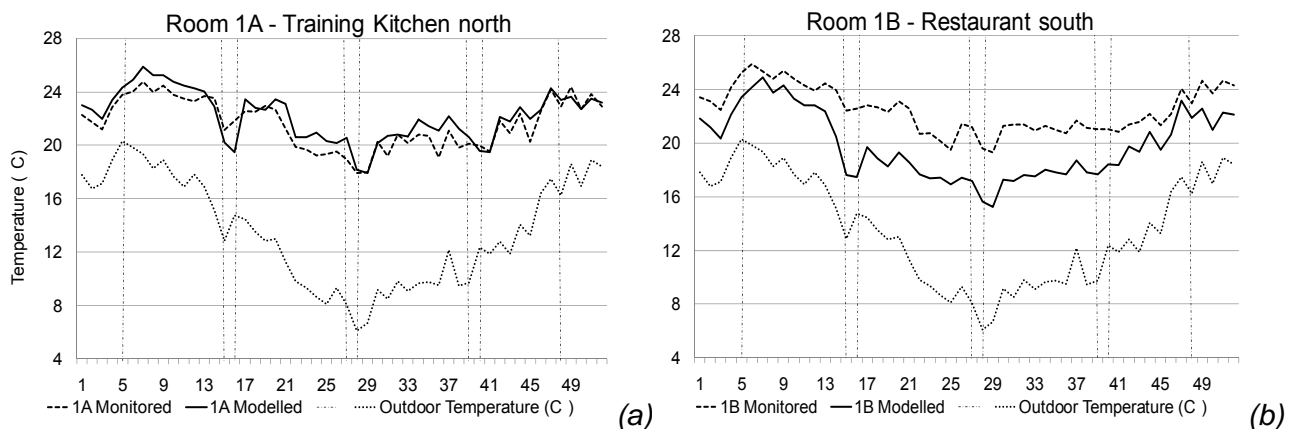 Room 1A - Training Kitchen north
28
24
20
16
12
8
4
Temperature ( C)
1 5 9 13 17 21 25 29 33 37 41 45 49
1A Monitored 1A Modelled Outdoor Temperature (C )
(a)
Room 1B - Restaurant south
28
24
20
16
12
8
4
1 5 9 13 17 21 25 29 33 37 41 45 49
1B Monitored 1B Modelled Outdoor Temperature (C )
(b)